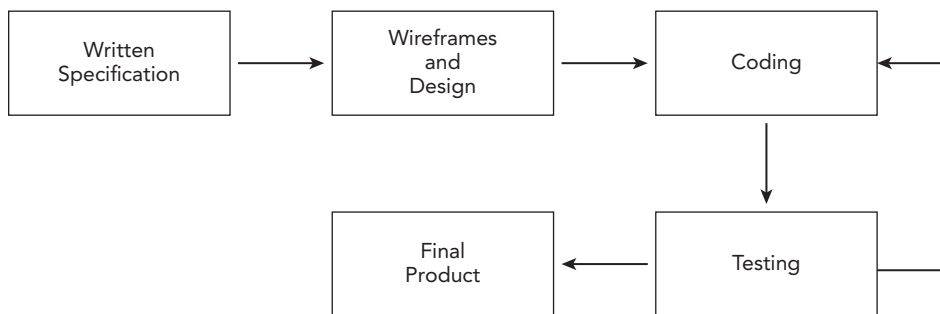 Written
Specification
Wireframes
and
Design
Coding
Final
Product
Testing